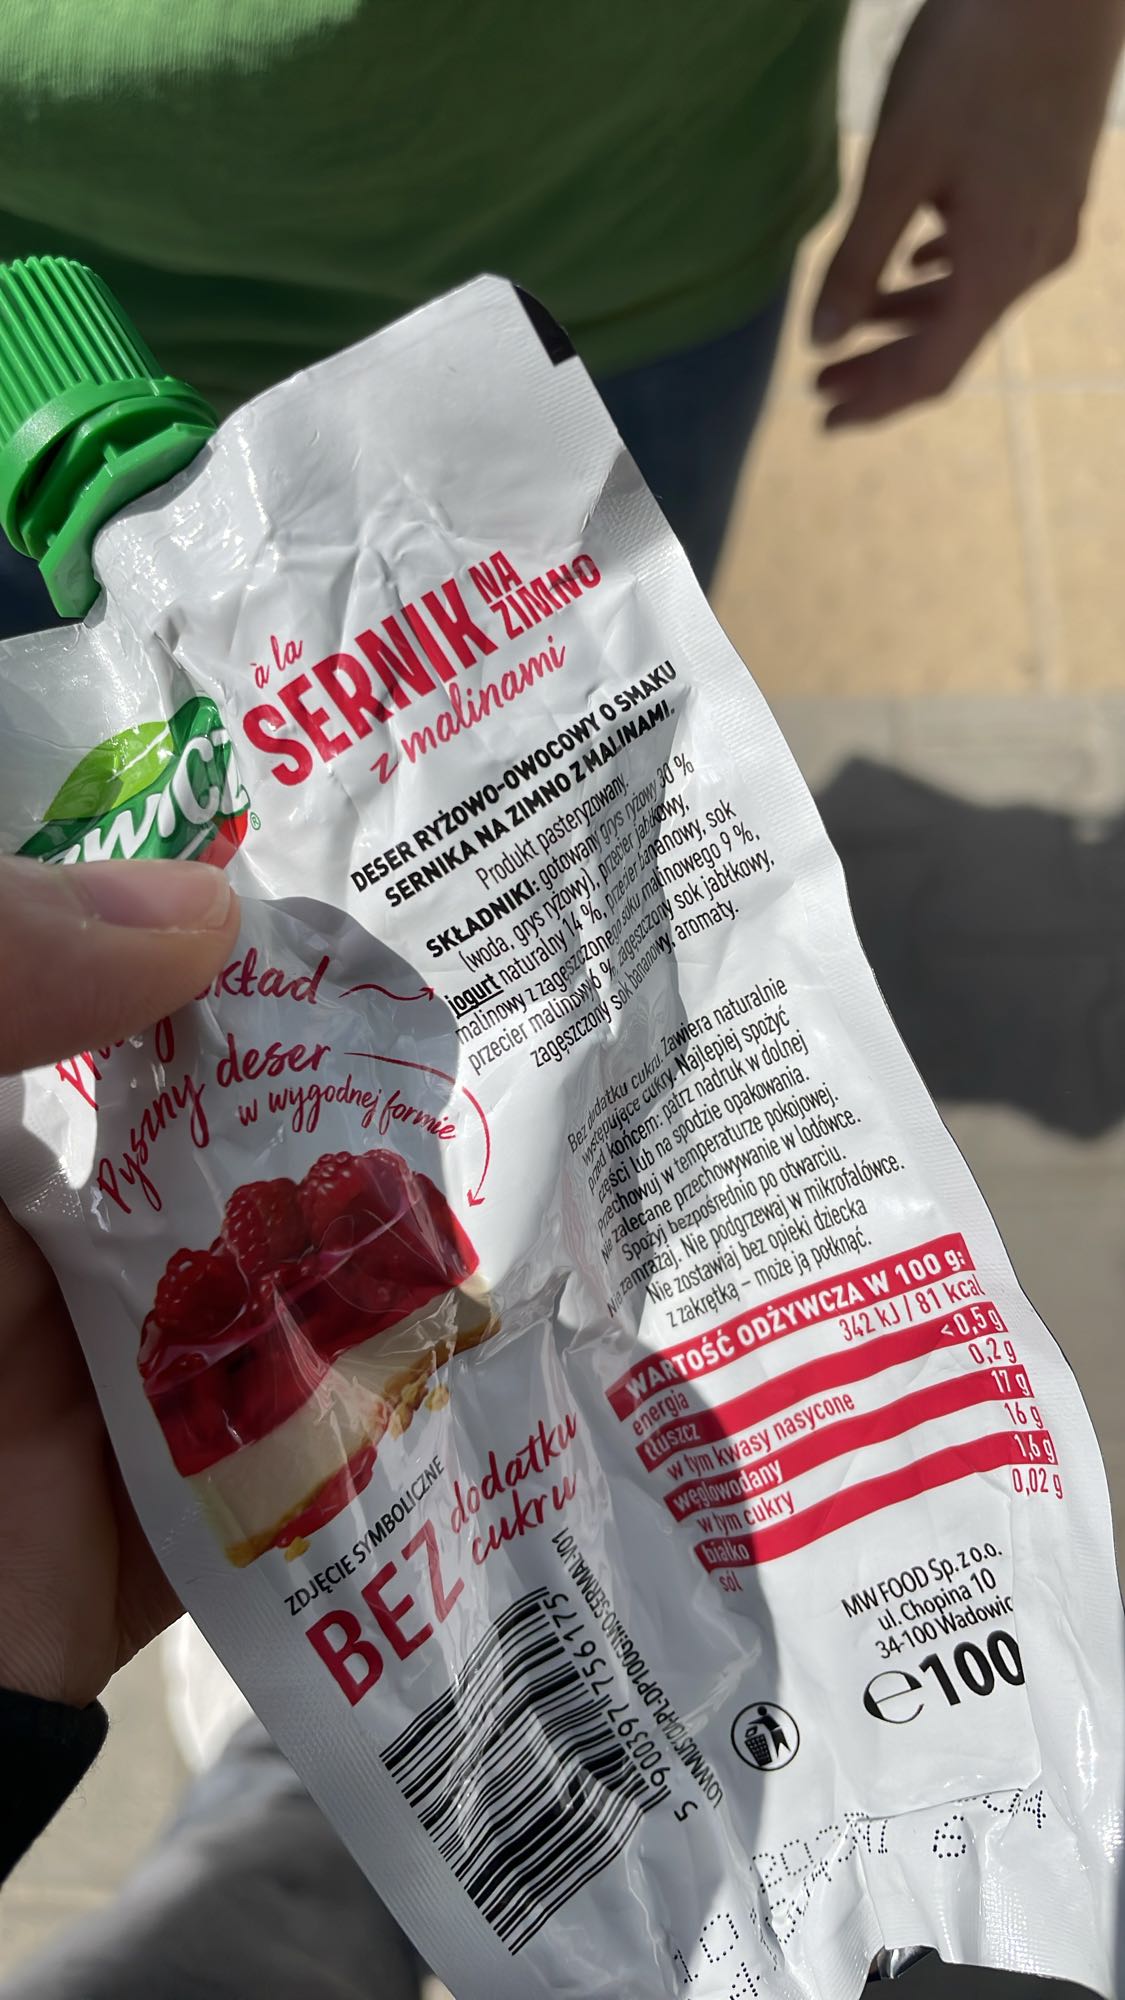 à la
SERNIK NA
ZIMNO
z malinami
DESER RYŻOWO-OWOCOWY O SMAKU
SERNIKA NA ZIMNO Z MALINAMI.
Produkt pasteryzowany.
SKŁADNIKI: gotowany grys ryżowy 30 %
(woda, grys ryżowy), przecier jabłkowy,
jogurt naturalny 14 %, przecier bananowy, sok
malinowy z zagęszczonego soku malinowego 9 %,
przecier malinowy 6 %, zagęszczony sok jabłkowy,
zagęszczony sok bananowy, aromaty.
Bez dodatku cukru. Zawiera naturalnie
występujące cukry. Najlepiej spożyć
przed końcem: patrz nadruk w dolnej
części lub na spodzie opakowania.
Przechowuj w temperaturze pokojowej.
Nie zalecane przechowywanie w lodówce.
Spożyj bezpośrednio po otwarciu.
Nie zamrażaj. Nie podgrzewaj w mikrofalówce.
Nie zostawiaj bez opieki dziecka
z zakrętką – może ją połknąć.
WARTOŚĆ ODŻYWCZA W 100 g:
energia 342 kJ / 81 kcal
tłuszcz <0,5 g
w tym kwasy nasycone 0,2 g
węglowodany 17 g
w tym cukry 16 g
białko 1,6 g
sól 0,02 g
MW FOOD Sp. z o.o.
ul. Chopina 10
34-100 Wadowic
℮100
wicz®
kład
Pyszny deser
w wygodnej formie
ZDJĘCIE SYMBOLICZNE
BEZ dodatku
cukru
5 900397 756175